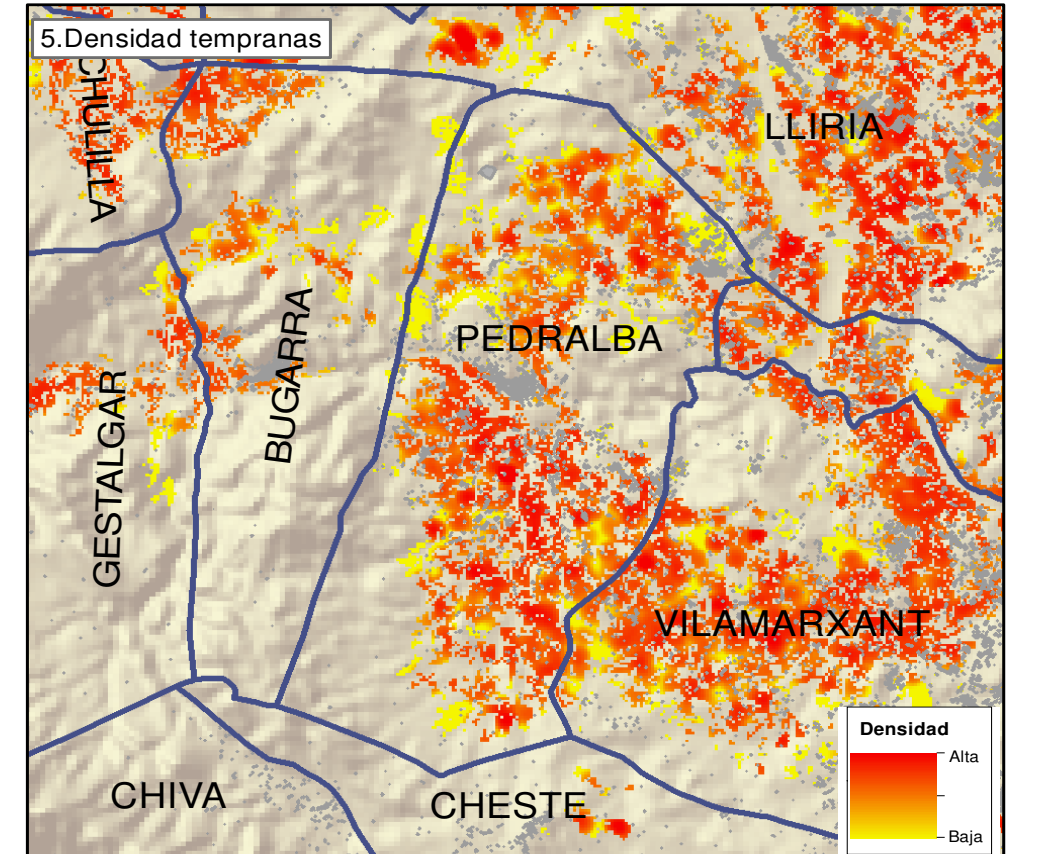 5.Densidad tempranas
CHULILLA
LLIRIA
PEDRALBA
BUGARRA
GESTALGAR
VILAMARXANT
CHIVA
CHESTE
Densidad
Alta
Baja